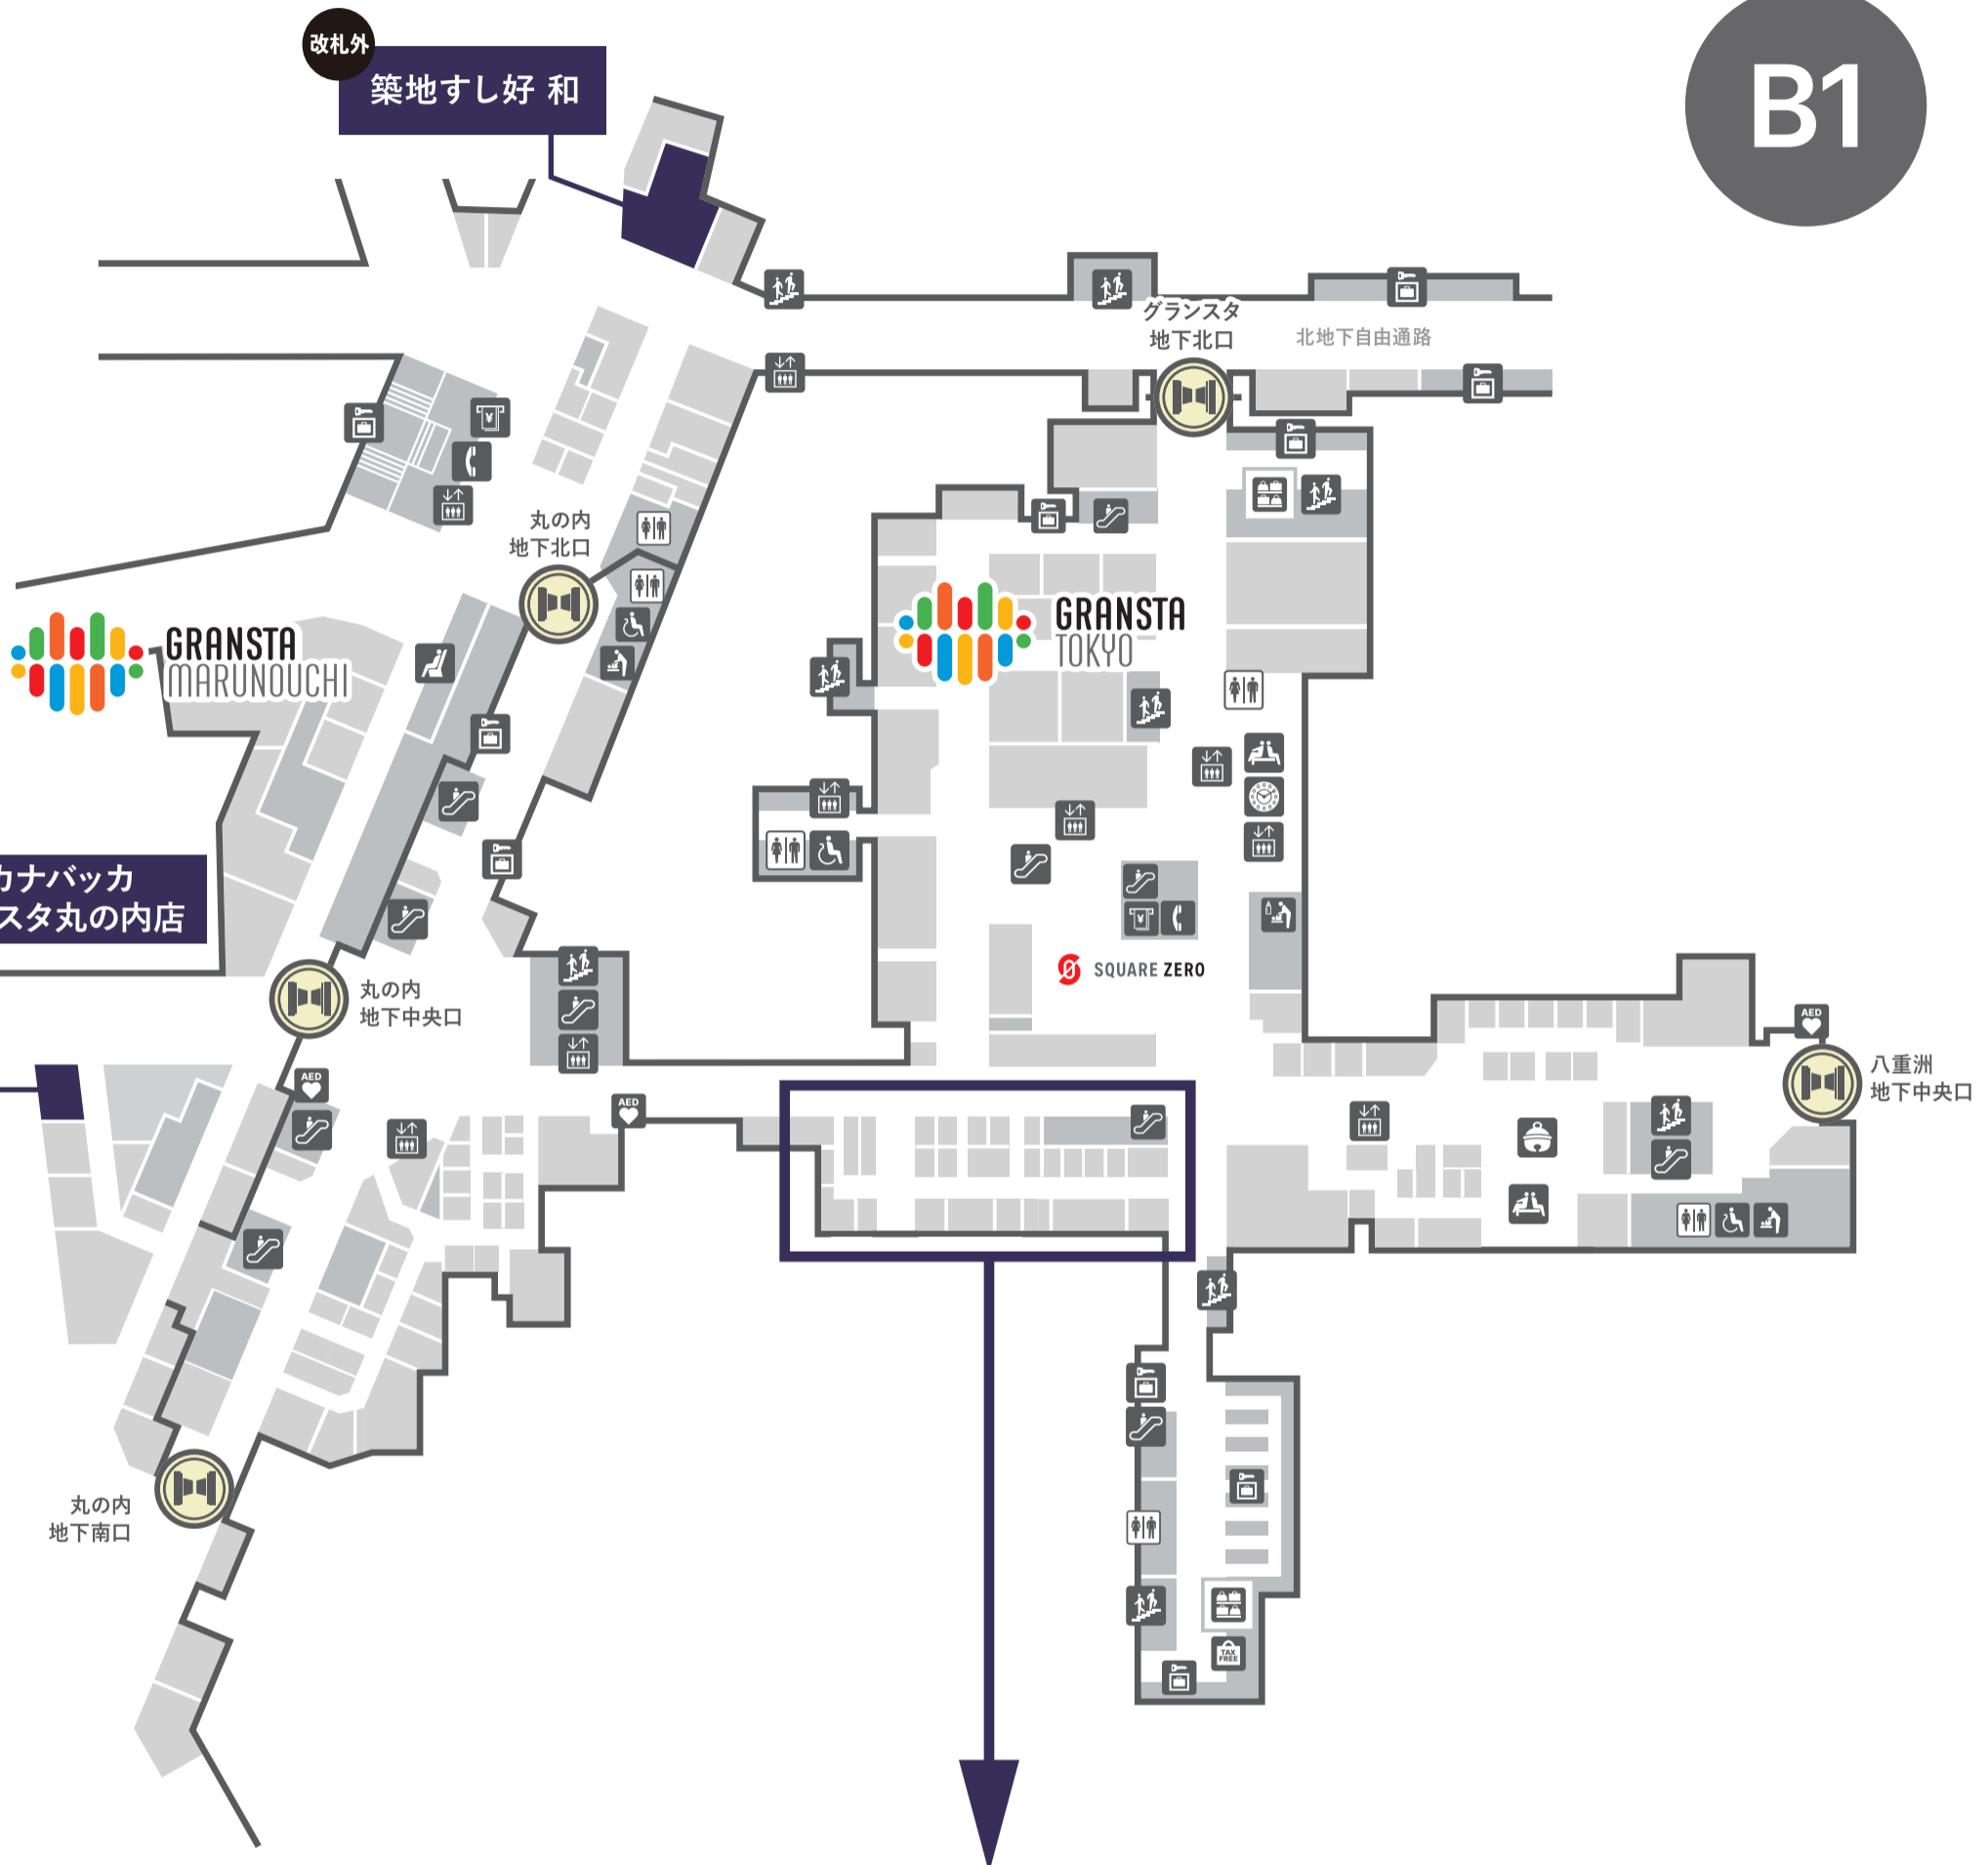 改札外
築地すし好 和
B1
グランスタ
地下北口
北地下自由通路
丸の内
地下北口
GRANSTA
MARUNOUCHI
GRANSTA
TOKYO
カナバッカ
スタ丸の内店
丸の内
地下中央口
SQUARE ZERO
AED
八重洲
地下中央口
AED
AED
丸の内
地下南口
TAX
FREE